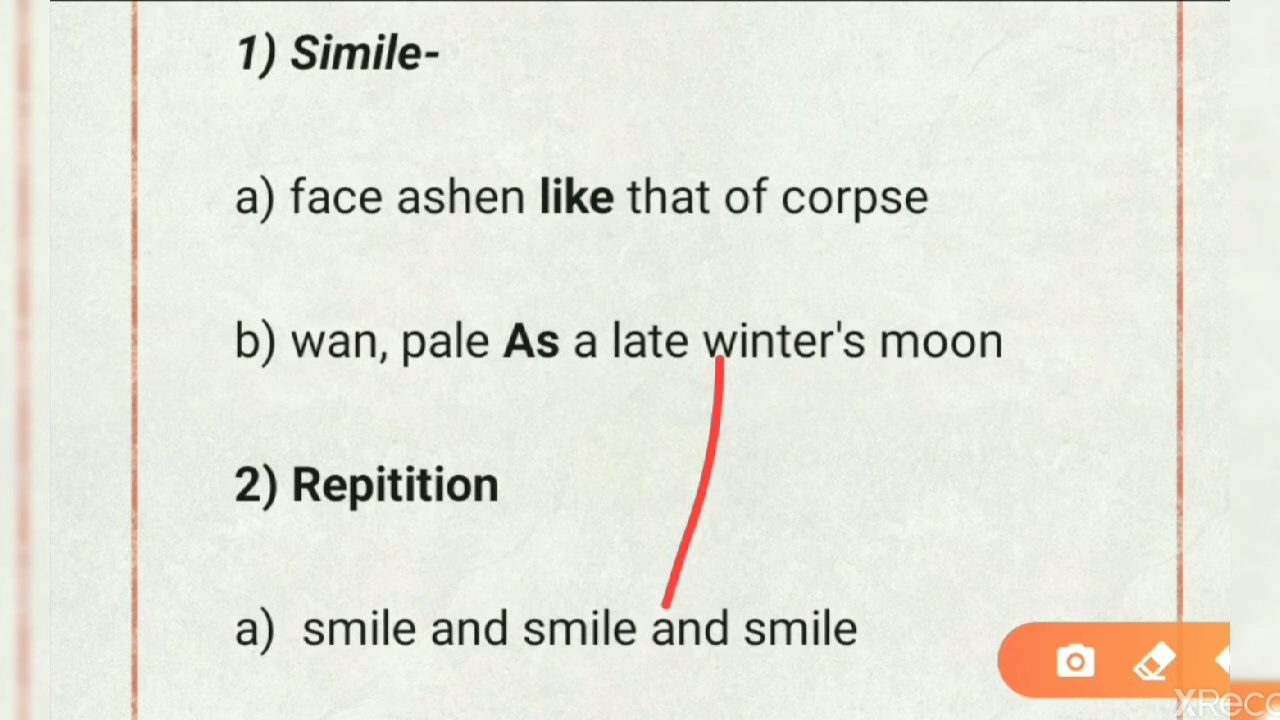 1) Simile-
a) face ashen like that of corpse
b) wan, pale As a late winter's moon
2) Repitition
a) smile and smile and smile